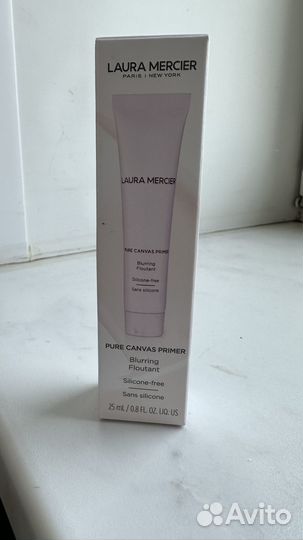 LAURA MERCIER
PARIS | NEW YORK
LAURA MERCIER
PURE CANVAS PRIMER
Blurring
Floutant
Silicone-free
Sans silicone
PURE CANVAS PRIMER
Blurring
Floutant
Silicone-free
Sans silicone
25 mL / 0.8 FL. OZ. LIQ. US
Avito